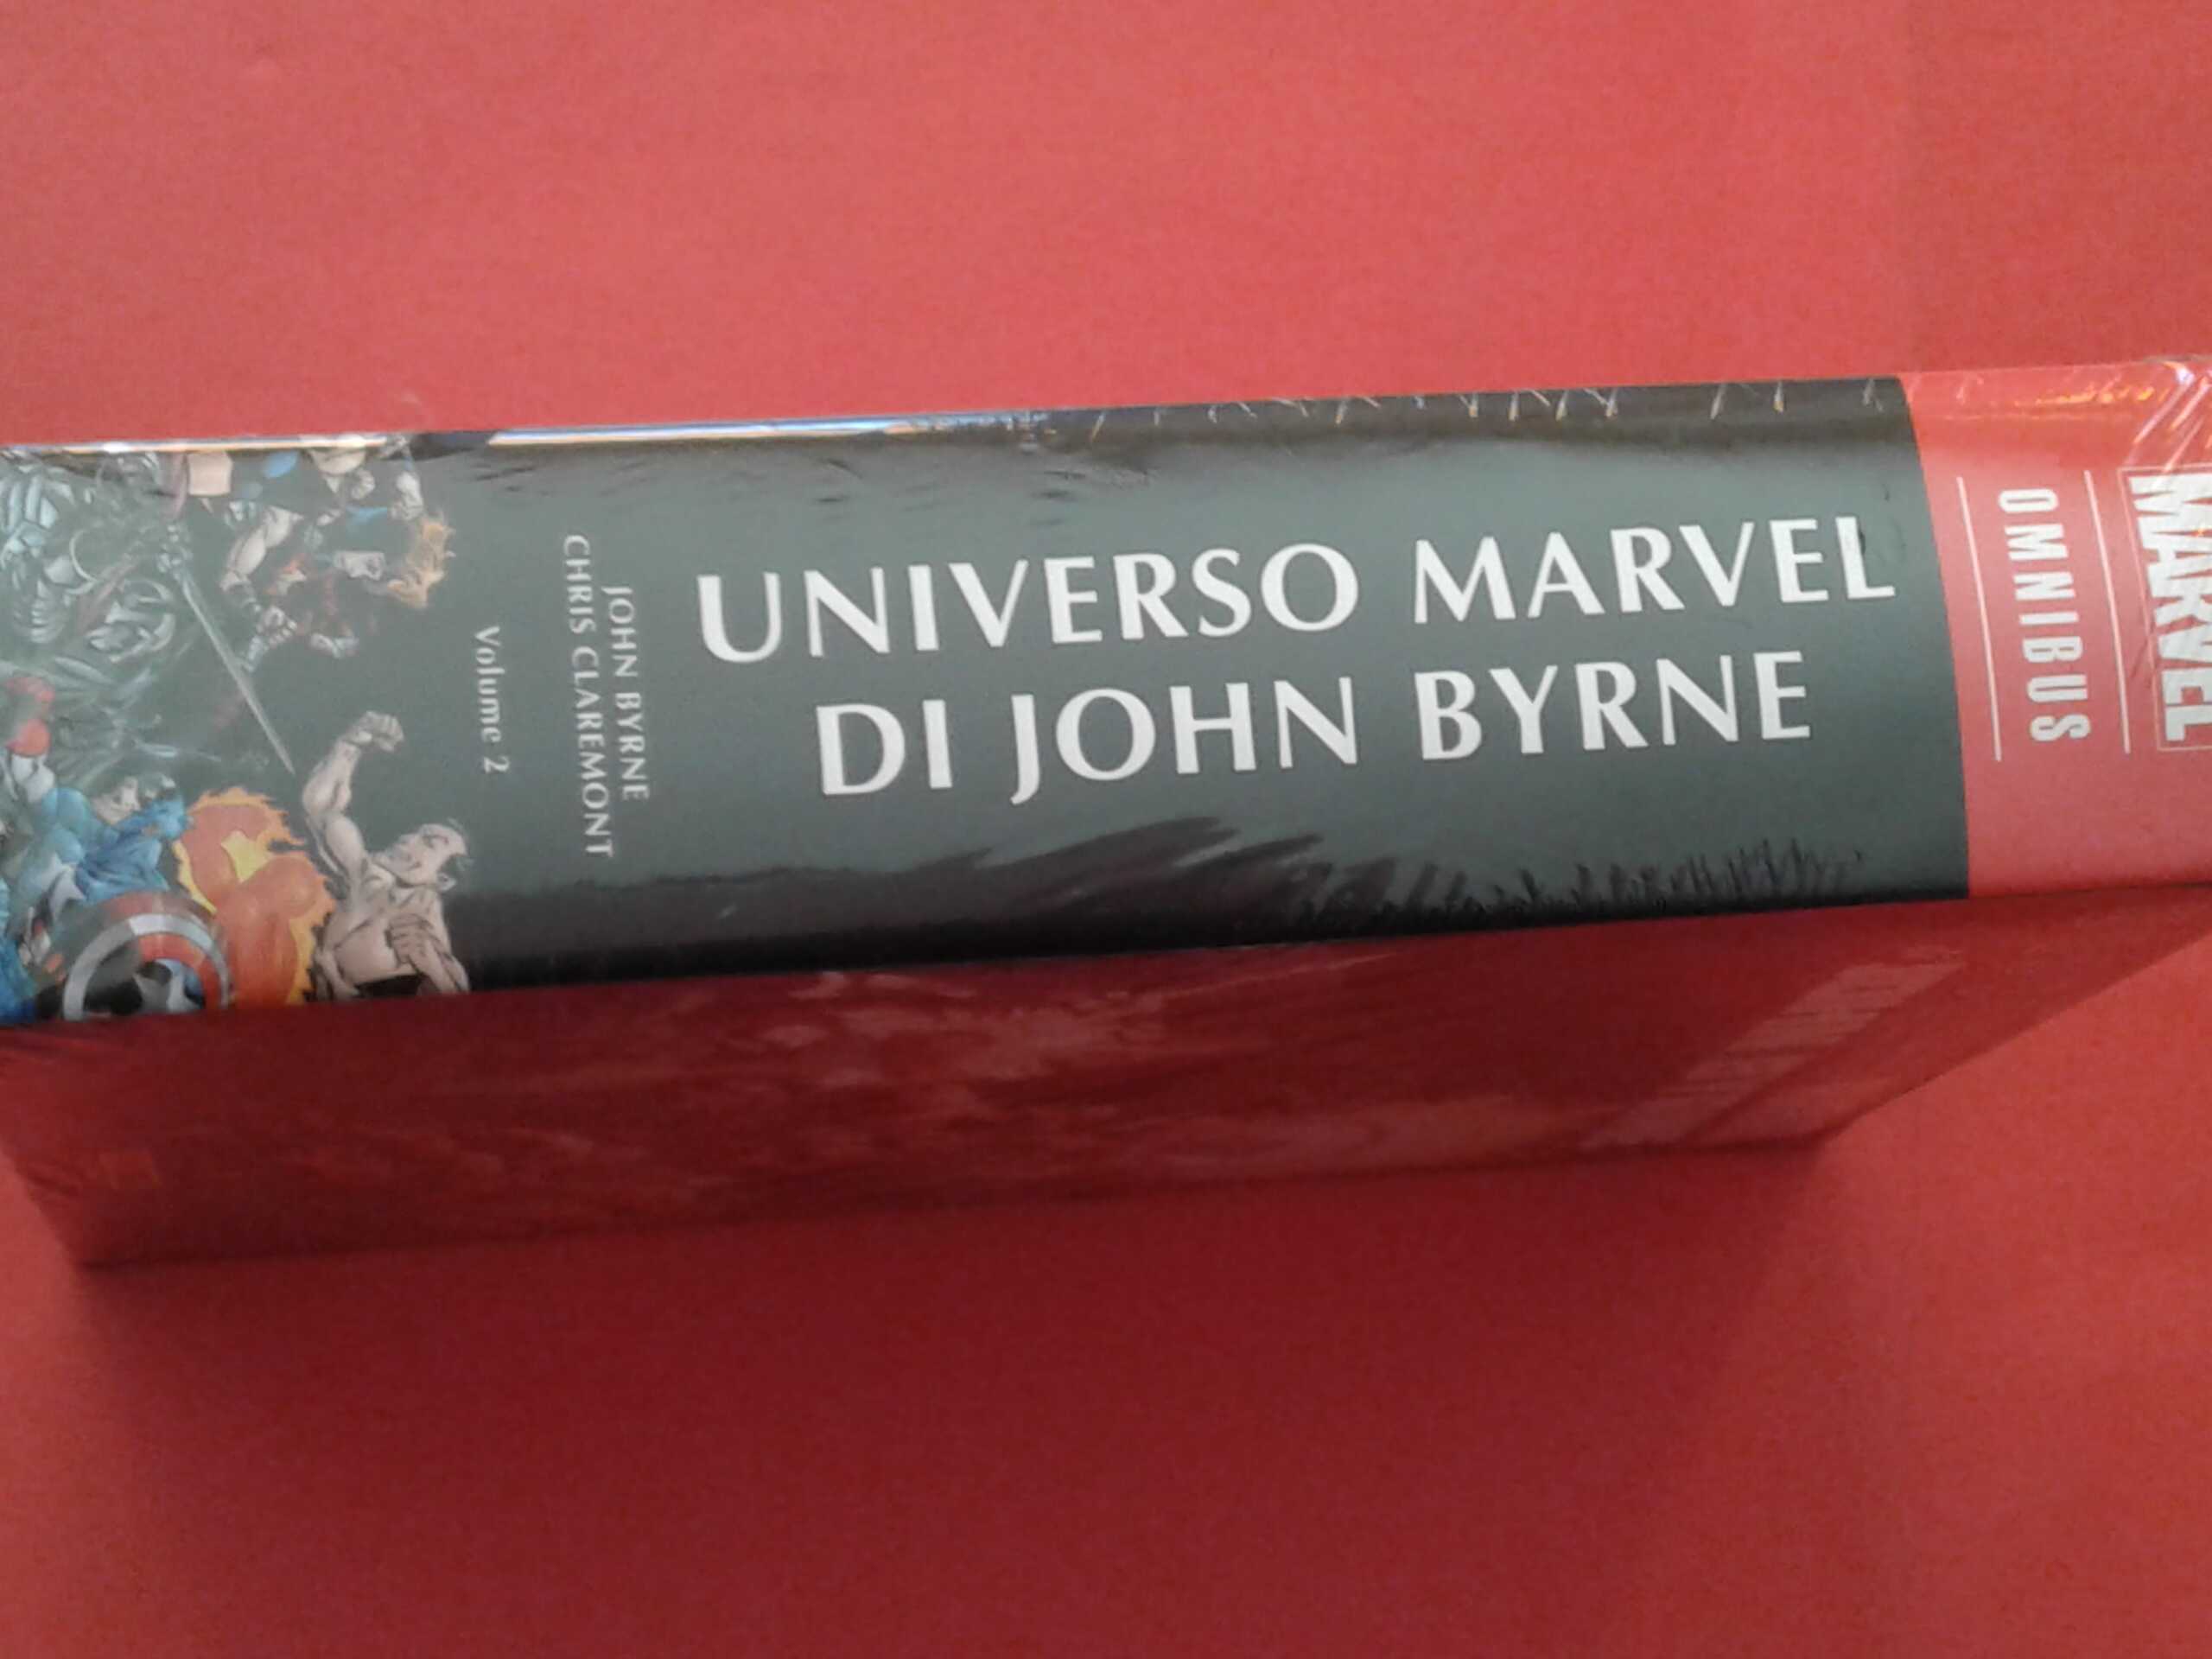 MARVEL
OMNIBUS
UNIVERSO MARVEL
DI JOHN BYRNE
JOHN BYRNE
CHRIS CLAREMONT
Volume 2